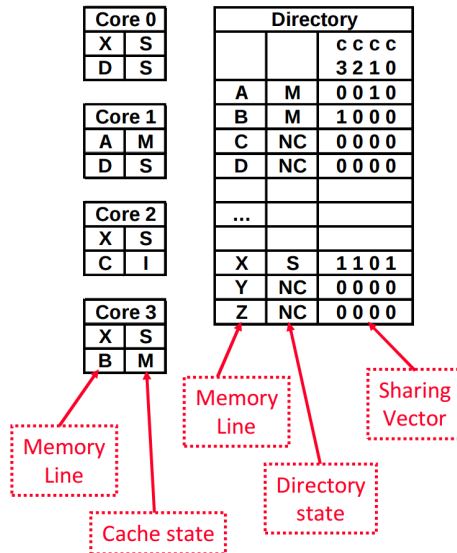 Core 0
X S
D S
Core 1
A M
D S
Core 2
X S
C I
Core 3
X S
B M
Directory
c c c c
3 2 1 0
A M 0 0 1 0
B M 1 0 0 0
C NC 0 0 0 0
D NC 0 0 0 0
...
X S 1 1 0 1
Y NC 0 0 0 0
Z NC 0 0 0 0
Memory
Line
Cache state
Memory
Line
Directory
state
Sharing
Vector